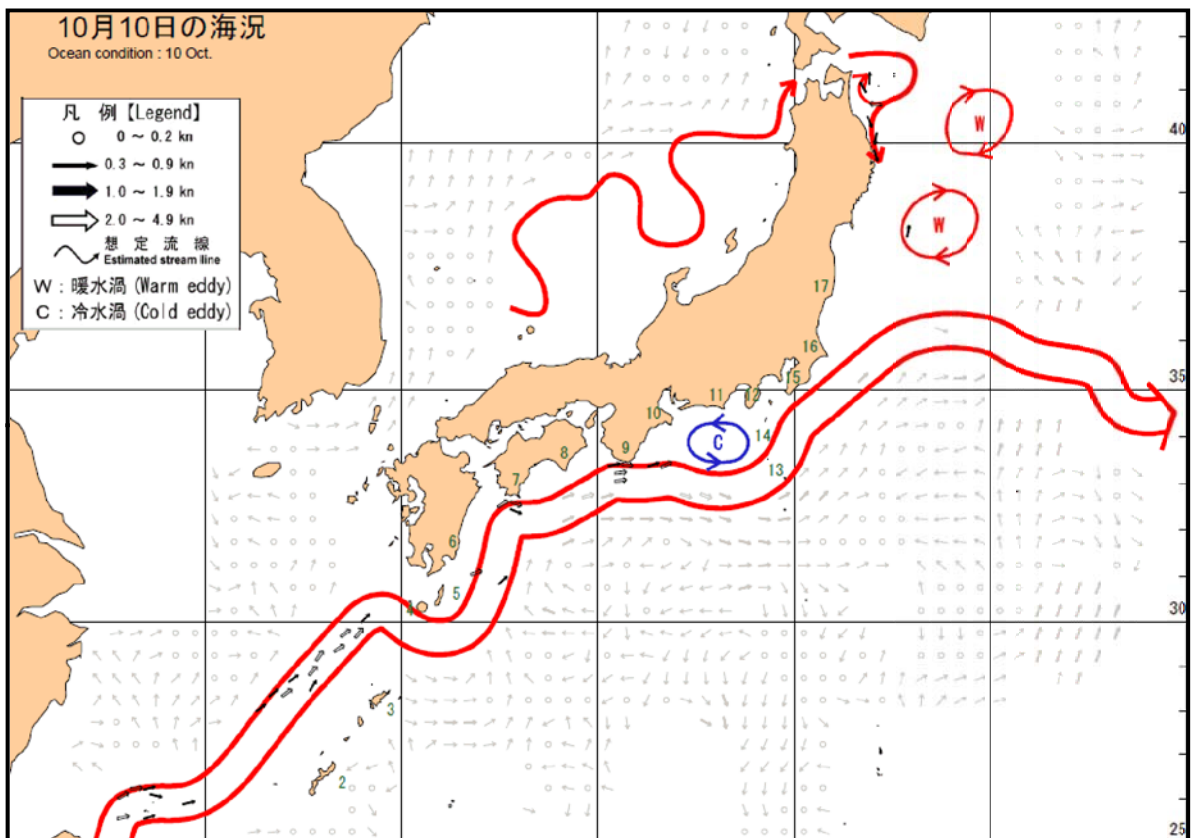 10月10日の海況
Ocean condition : 10 Oct.
凡 例【Legend】
0 ～ 0.2 kn
0.3 ～ 0.9 kn
1.0 ～ 1.9 kn
2.0 ～ 4.9 kn
想 定 流 線
Estimated stream line
W : 暖水渦 (Warm eddy)
C : 冷水渦 (Cold eddy)
W
40
W
17
16
35
15
12
11
10
14
C
9
8
13
7
6
5
4
30
3
2
25